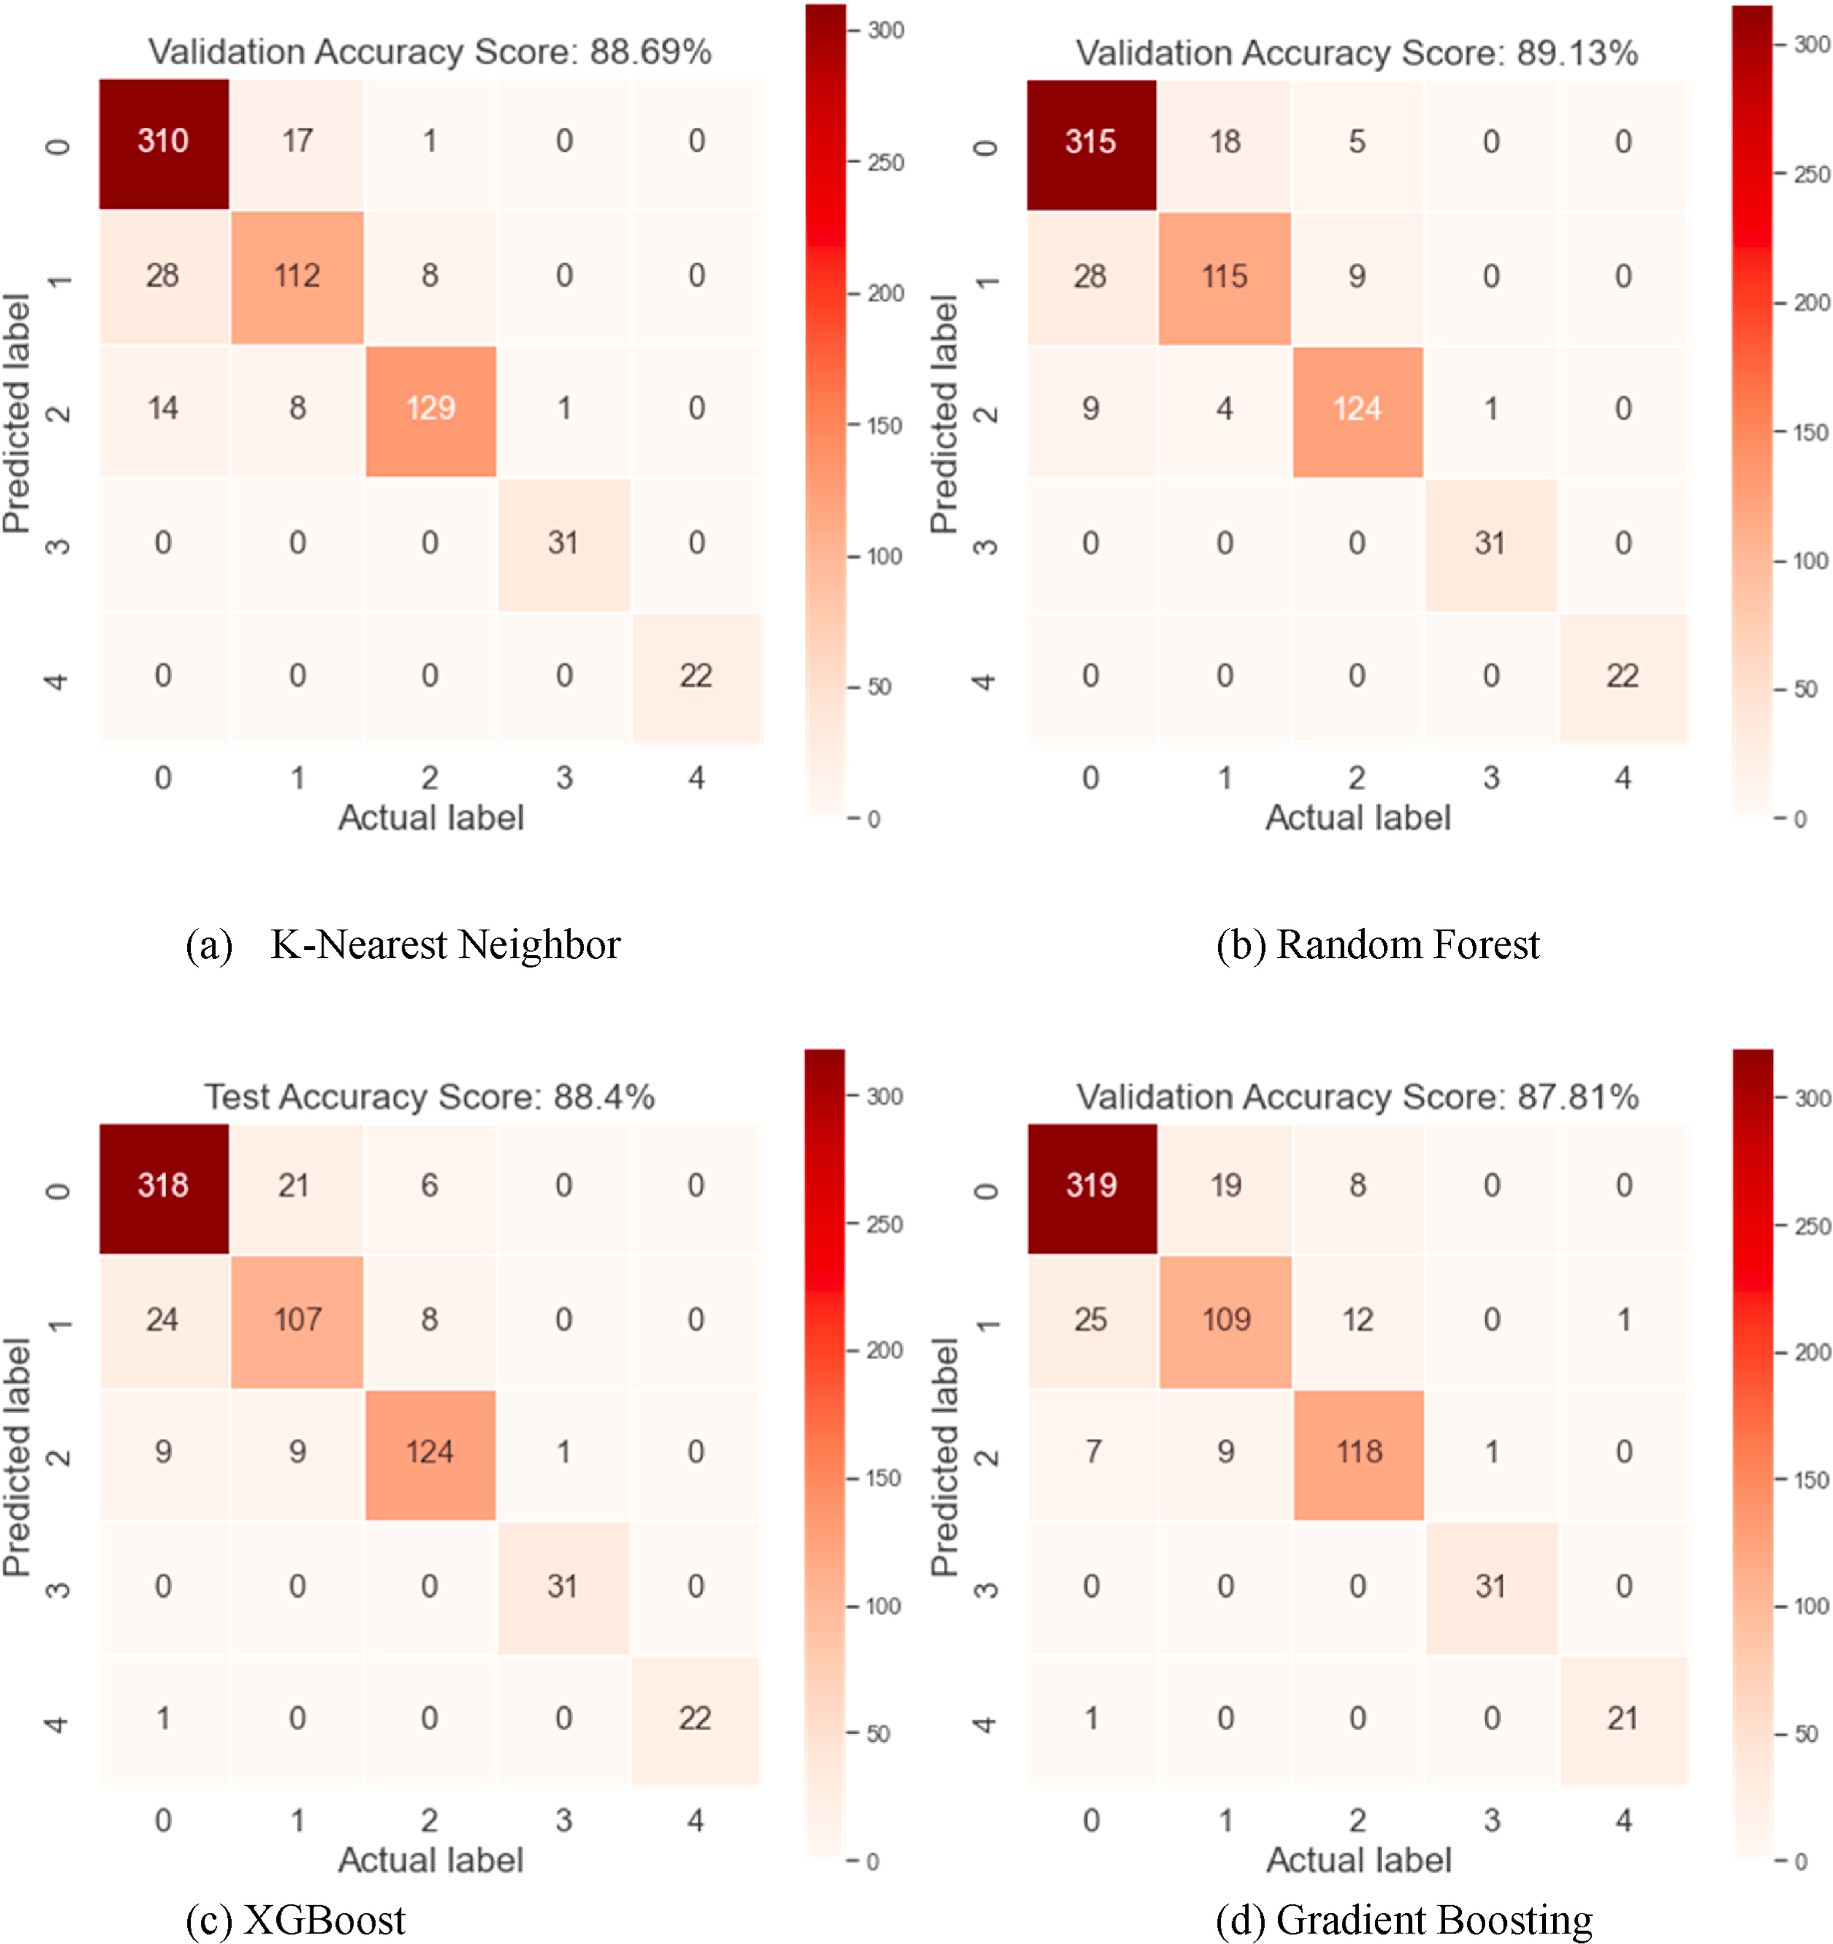 Validation Accuracy Score: 88.69%
0 310 17 1 0 0
1 28 112 8 0 0
2 14 8 129 1 0
3 0 0 0 31 0
4 0 0 0 0 22
0 1 2 3 4
Predicted label
Actual label
300
250
200
150
100
50
0
(a) K-Nearest Neighbor
Validation Accuracy Score: 89.13%
0 315 18 5 0 0
1 28 115 9 0 0
2 9 4 124 1 0
3 0 0 0 31 0
4 0 0 0 0 22
0 1 2 3 4
Predicted label
Actual label
300
250
200
150
100
50
0
(b) Random Forest
Test Accuracy Score: 88.4%
0 318 21 6 0 0
1 24 107 8 0 0
2 9 9 124 1 0
3 0 0 0 31 0
4 1 0 0 0 22
0 1 2 3 4
Predicted label
Actual label
300
250
200
150
100
50
0
(c) XGBoost
Validation Accuracy Score: 87.81%
0 319 19 8 0 0
1 25 109 12 0 1
2 7 9 118 1 0
3 0 0 0 31 0
4 1 0 0 0 21
0 1 2 3 4
Predicted label
Actual label
300
250
200
150
100
50
0
(d) Gradient Boosting